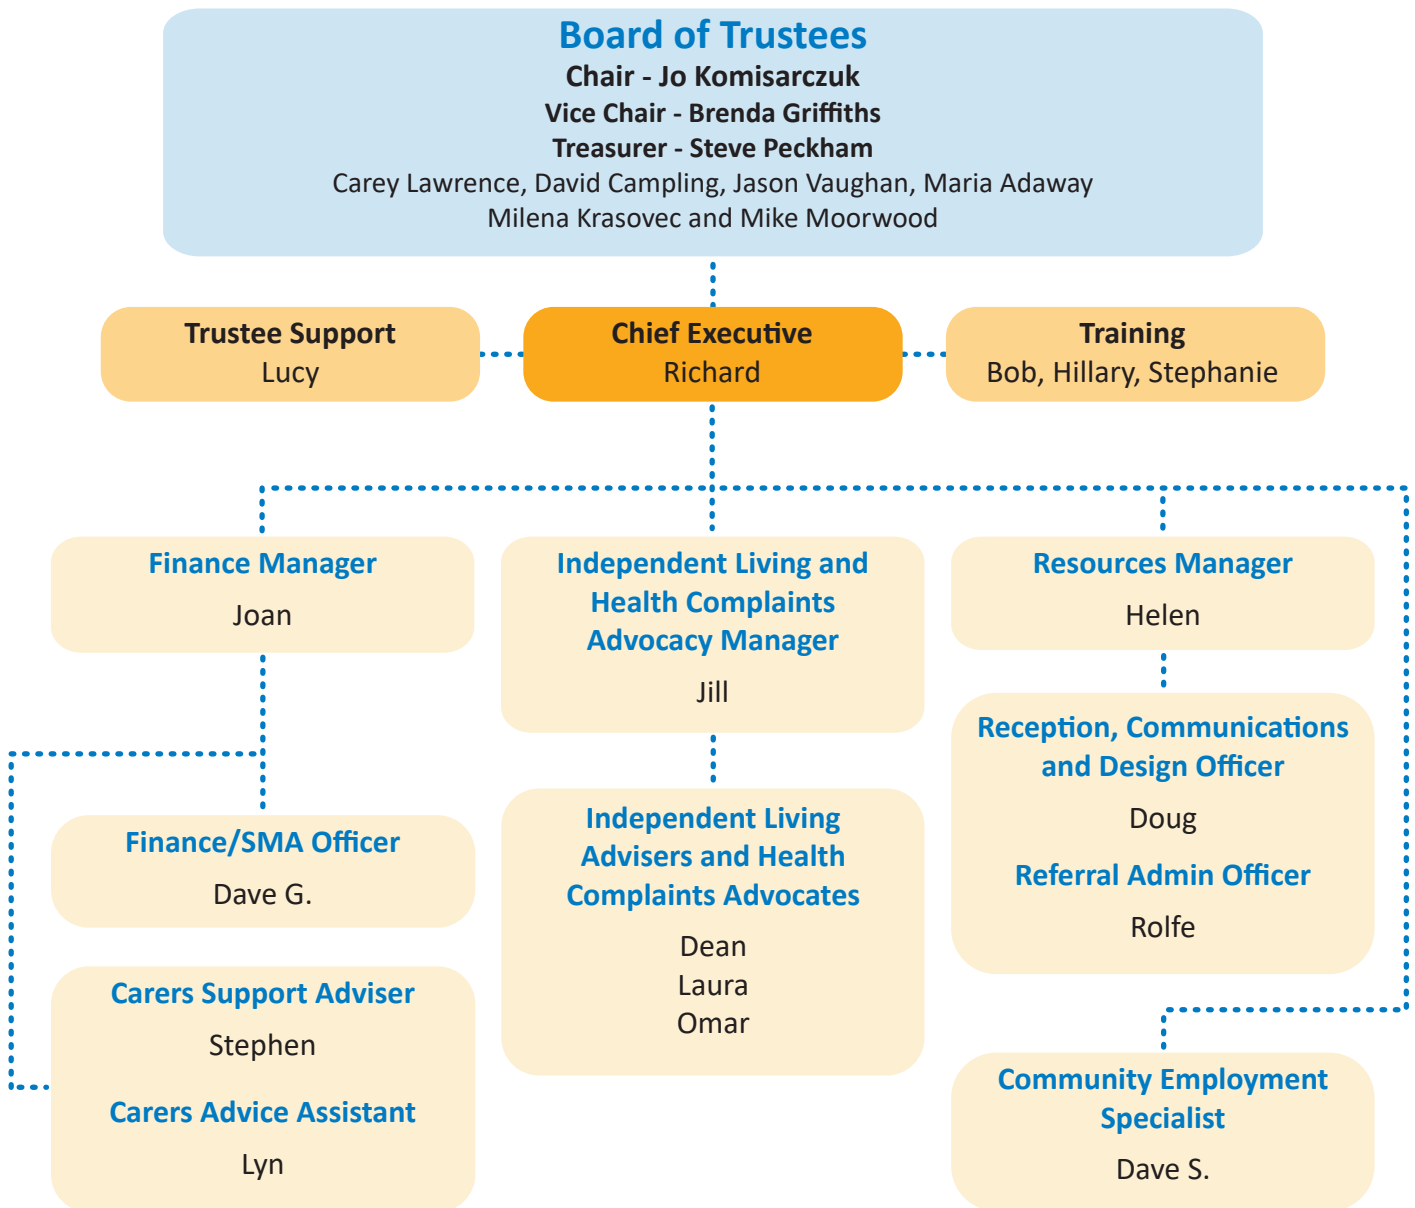 Board of Trustees
Chair - Jo Komisarczuk
Vice Chair - Brenda Griffiths
Treasurer - Steve Peckham
Carey Lawrence, David Campling, Jason Vaughan, Maria Adaway
Milena Krasovec and Mike Moorwood
Trustee Support
Lucy
Chief Executive
Richard
Training
Bob, Hillary, Stephanie
Finance Manager
Joan
Independent Living and
Health Complaints
Advocacy Manager
Jill
Resources Manager
Helen
Finance/SMA Officer
Dave G.
Carers Support Adviser
Stephen
Carers Advice Assistant
Lyn
Independent Living
Advisers and Health
Complaints Advocates
Dean
Laura
Omar
Reception, Communications
and Design Officer
Doug
Referral Admin Officer
Rolfe
Community Employment
Specialist
Dave S.